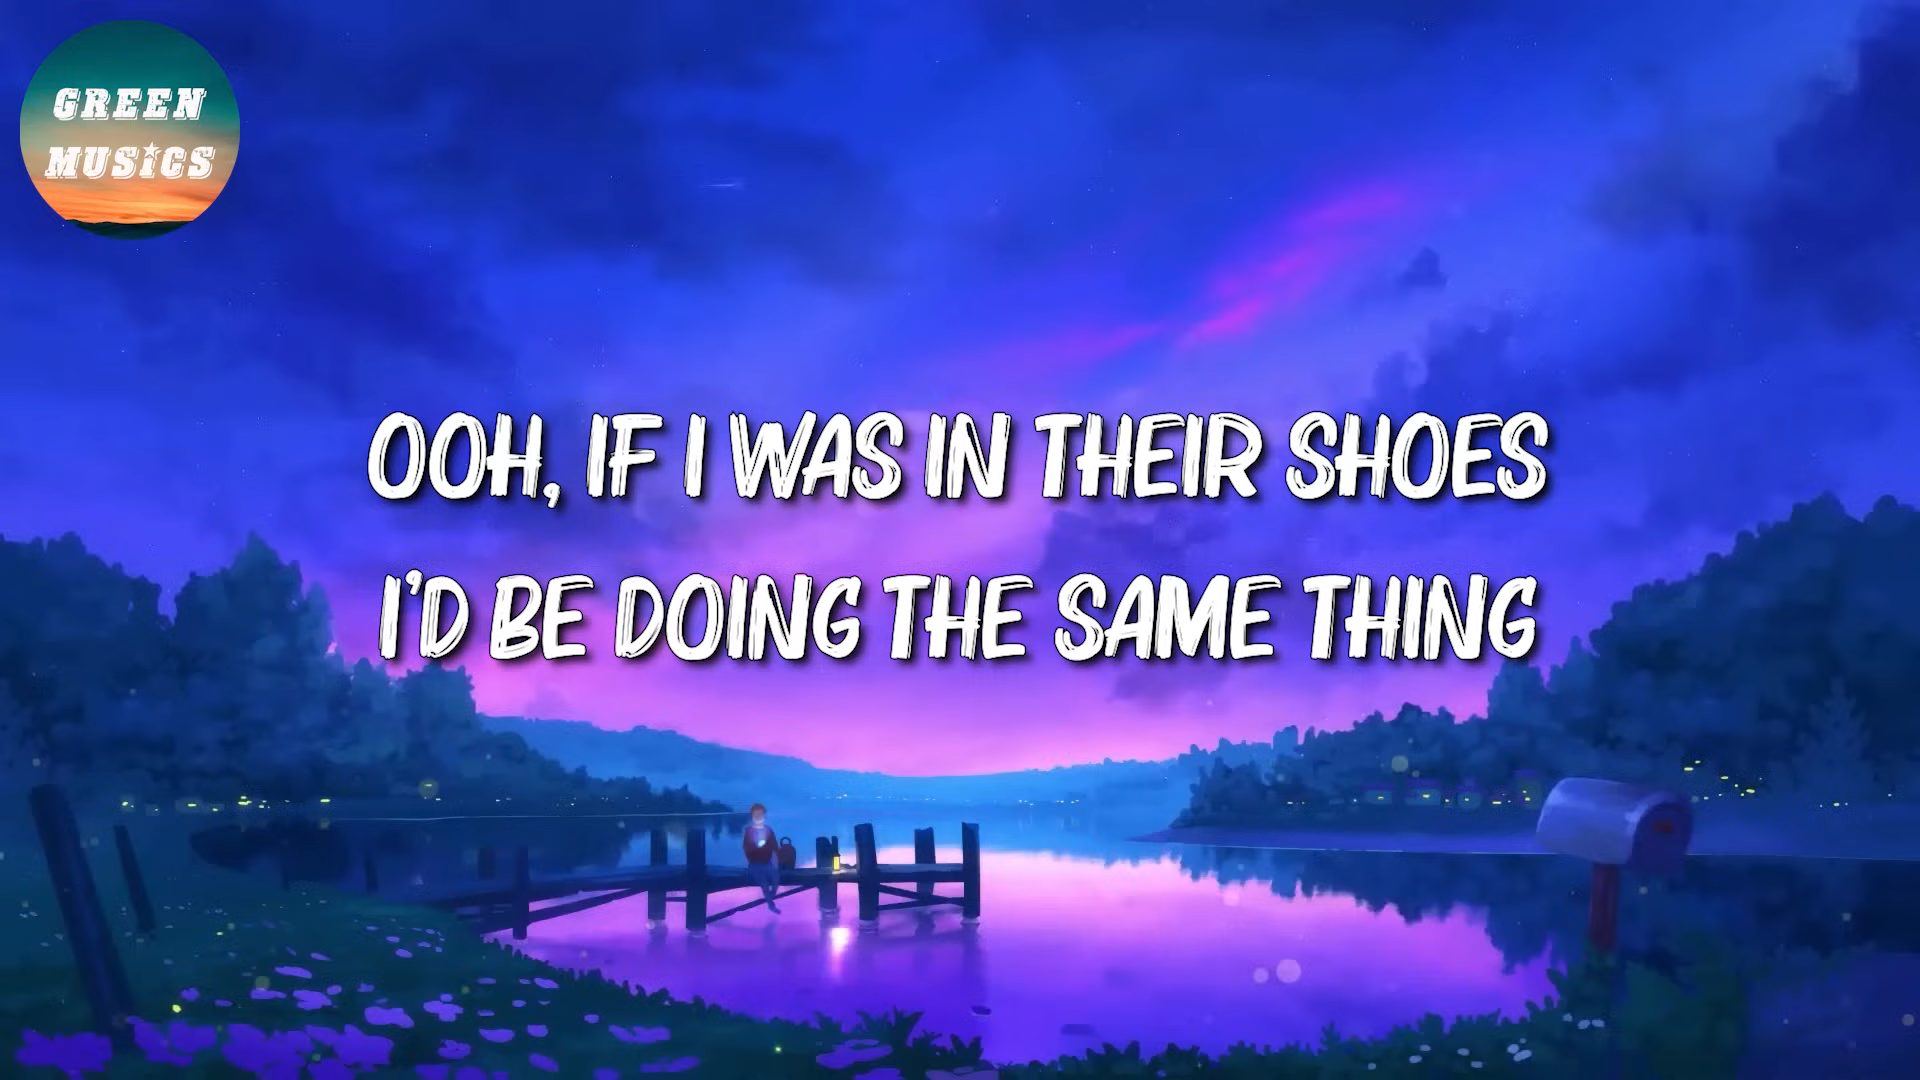 GREEN
MUSICS
OOH, IF I WAS IN THEIR SHOES
I'D BE DOING THE SAME THING